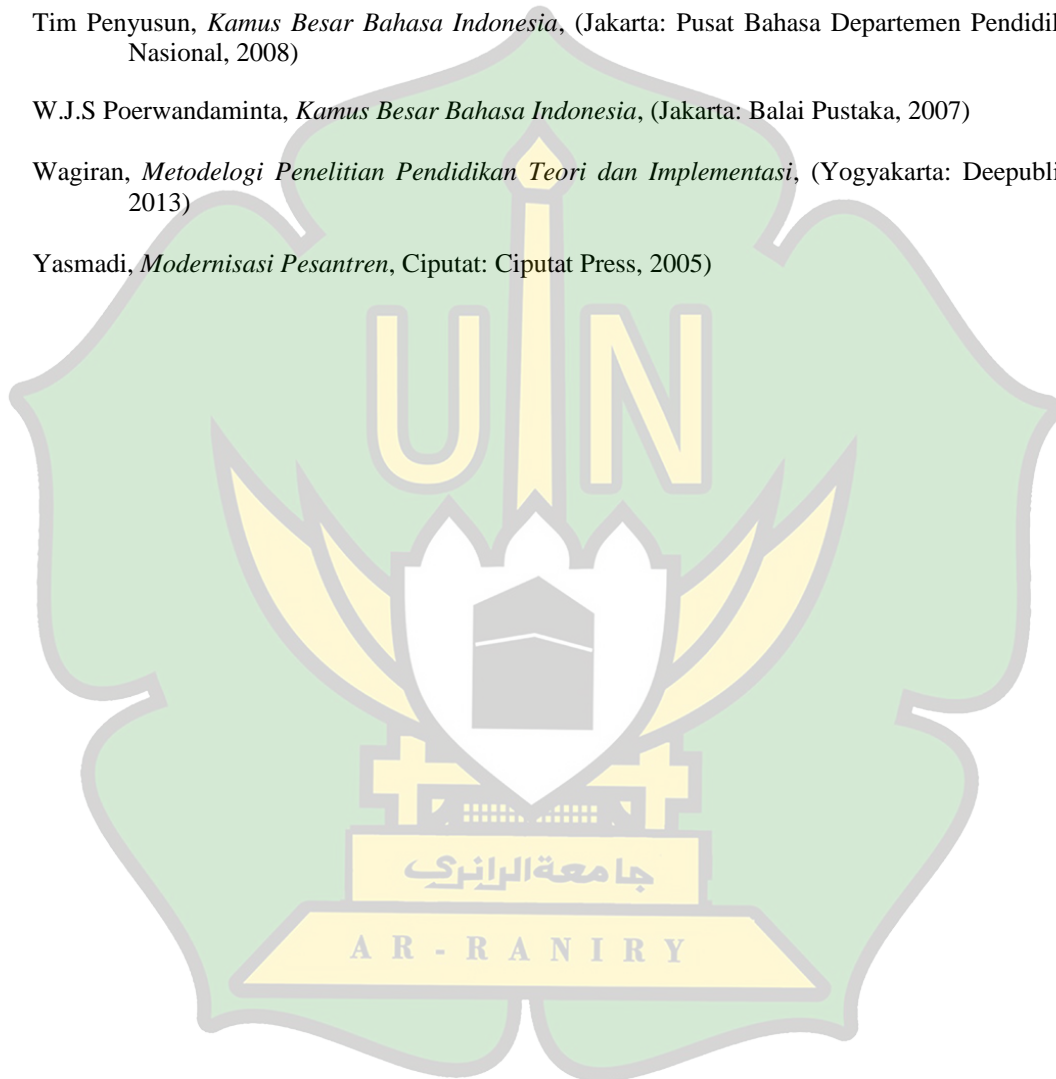 Tim Penyusun, Kamus Besar Bahasa Indonesia, (Jakarta: Pusat Bahasa Departemen Pendidi
Nasional, 2008)
W.J.S Poerwandaminta, Kamus Besar Bahasa Indonesia, (Jakarta: Balai Pustaka, 2007)
Wagiran, Metodelogi Penelitian Pendidikan Teori dan Implementasi, (Yogyakarta: Deepubli
2013)
Yasmadi, Modernisasi Pesantren, Ciputat: Ciputat Press, 2005)
UIN
جامعة الرانري
AR-RANIRY